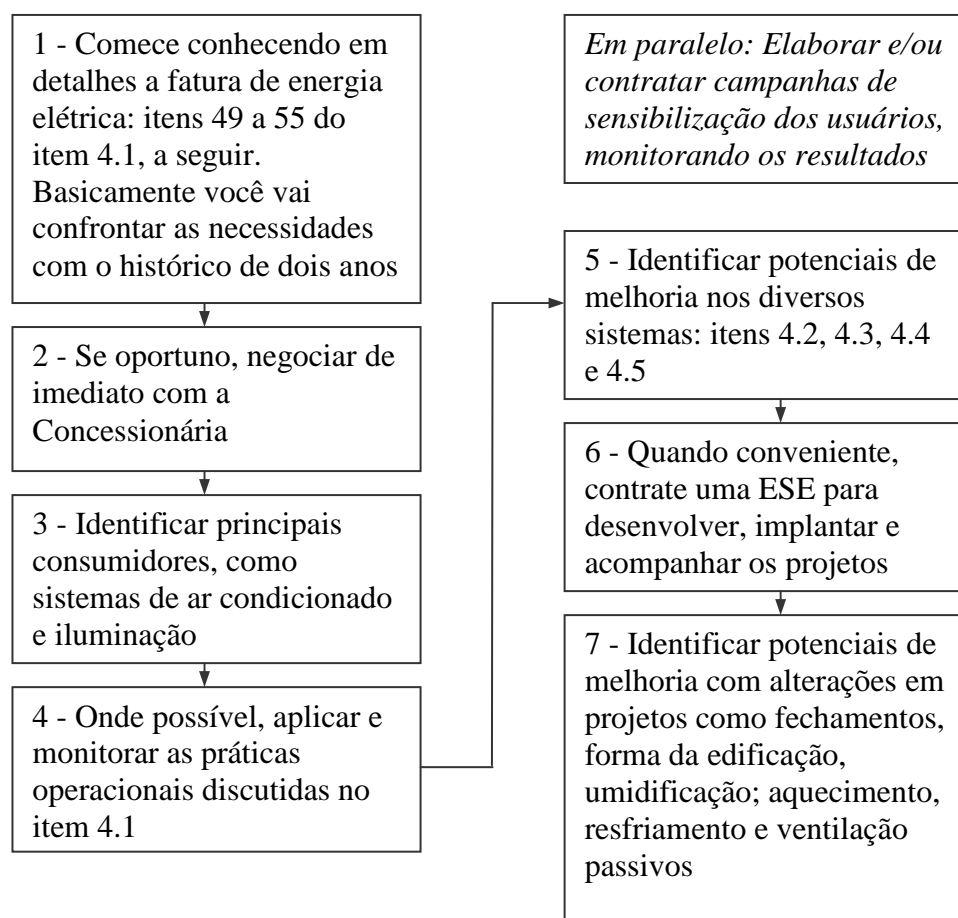 1 - Comece conhecendo em
detalhes a fatura de energia
elétrica: itens 49 a 55 do
item 4.1, a seguir.
Basicamente você vai
confrontar as necessidades
com o histórico de dois anos
2 - Se oportuno, negociar de
imediato com a
Concessionária
3 - Identificar principais
consumidores, como
sistemas de ar condicionado
e iluminação
4 - Onde possível, aplicar e
monitorar as práticas
operacionais discutidas no
item 4.1
Em paralelo: Elaborar e/ou
contratar campanhas de
sensibilização dos usuários,
monitorando os resultados
5 - Identificar potenciais de
melhoria nos diversos
sistemas: itens 4.2, 4.3, 4.4
e 4.5
6 - Quando conveniente,
contrate uma ESE para
desenvolver, implantar e
acompanhar os projetos
7 - Identificar potenciais de
melhoria com alterações em
projetos como fechamentos,
forma da edificação,
umidificação; aquecimento,
resfriamento e ventilação
passivos